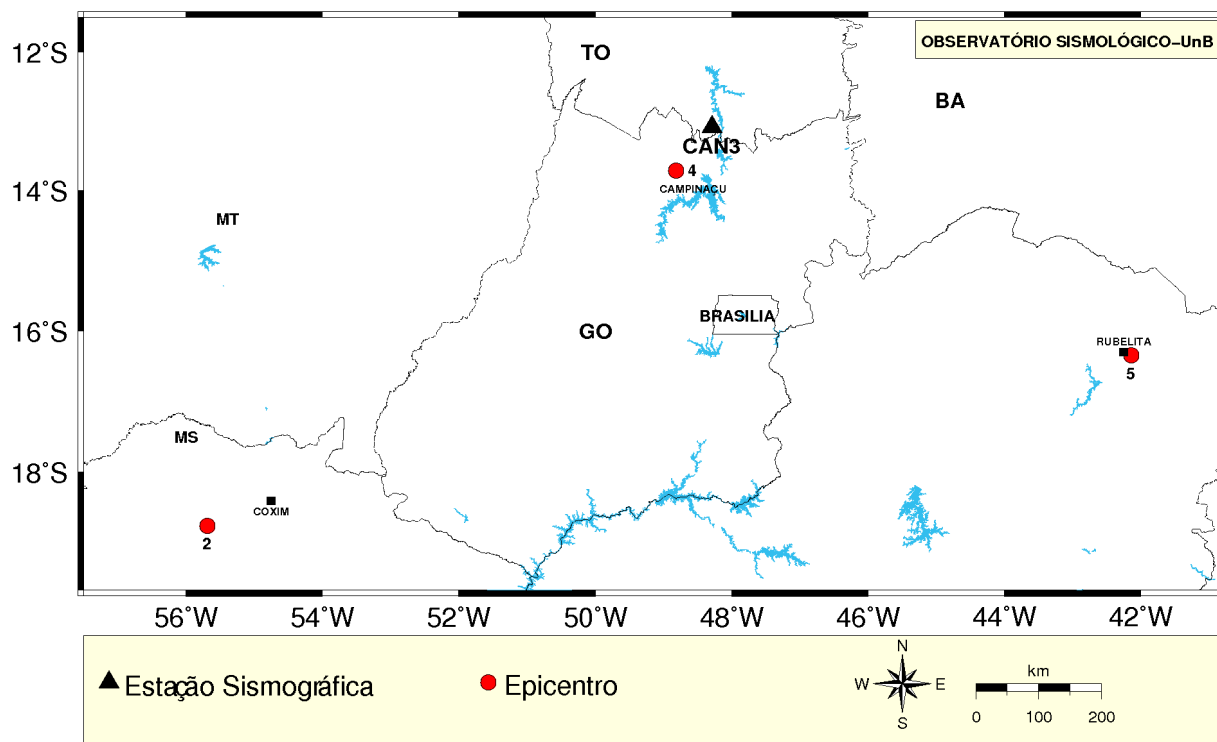 OBSERVATÓRIO SISMOLÓGICO-UnB
12°S
TO
BA
CAN3
4
CAMPINAÇU
14°S
MT
16°S
GO
BRASILIA
RUBELITA
5
MS
18°S
COXIM
2
56°W
54°W
52°W
50°W
48°W
46°W
44°W
42°W
Estação Sismográfica
Epicentro
N
W
E
S
km
0
100
200